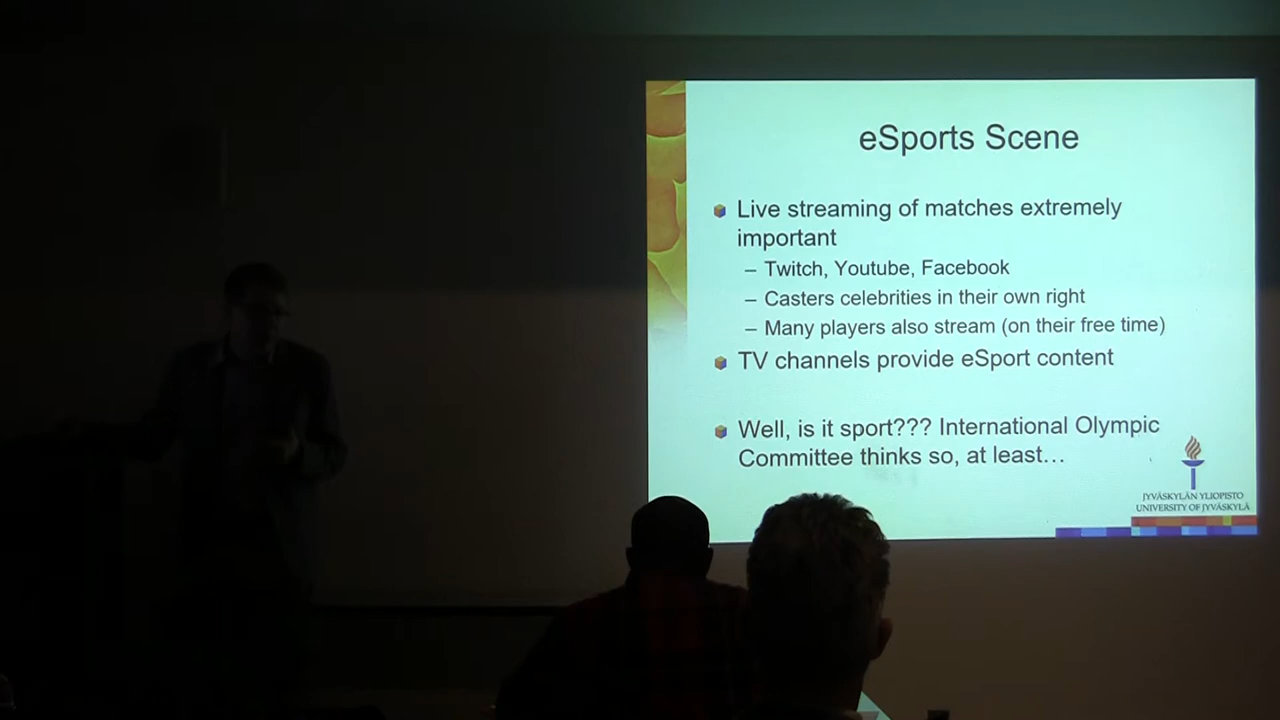 eSports Scene
Live streaming of matches extremely
important
– Twitch, Youtube, Facebook
– Casters celebrities in their own right
– Many players also stream (on their free time)
TV channels provide eSport content
Well, is it sport??? International Olympic
Committee thinks so, at least…
JYVÄSKYLÄN YLIOPISTO
UNIVERSITY OF JYVÄSKYLÄ